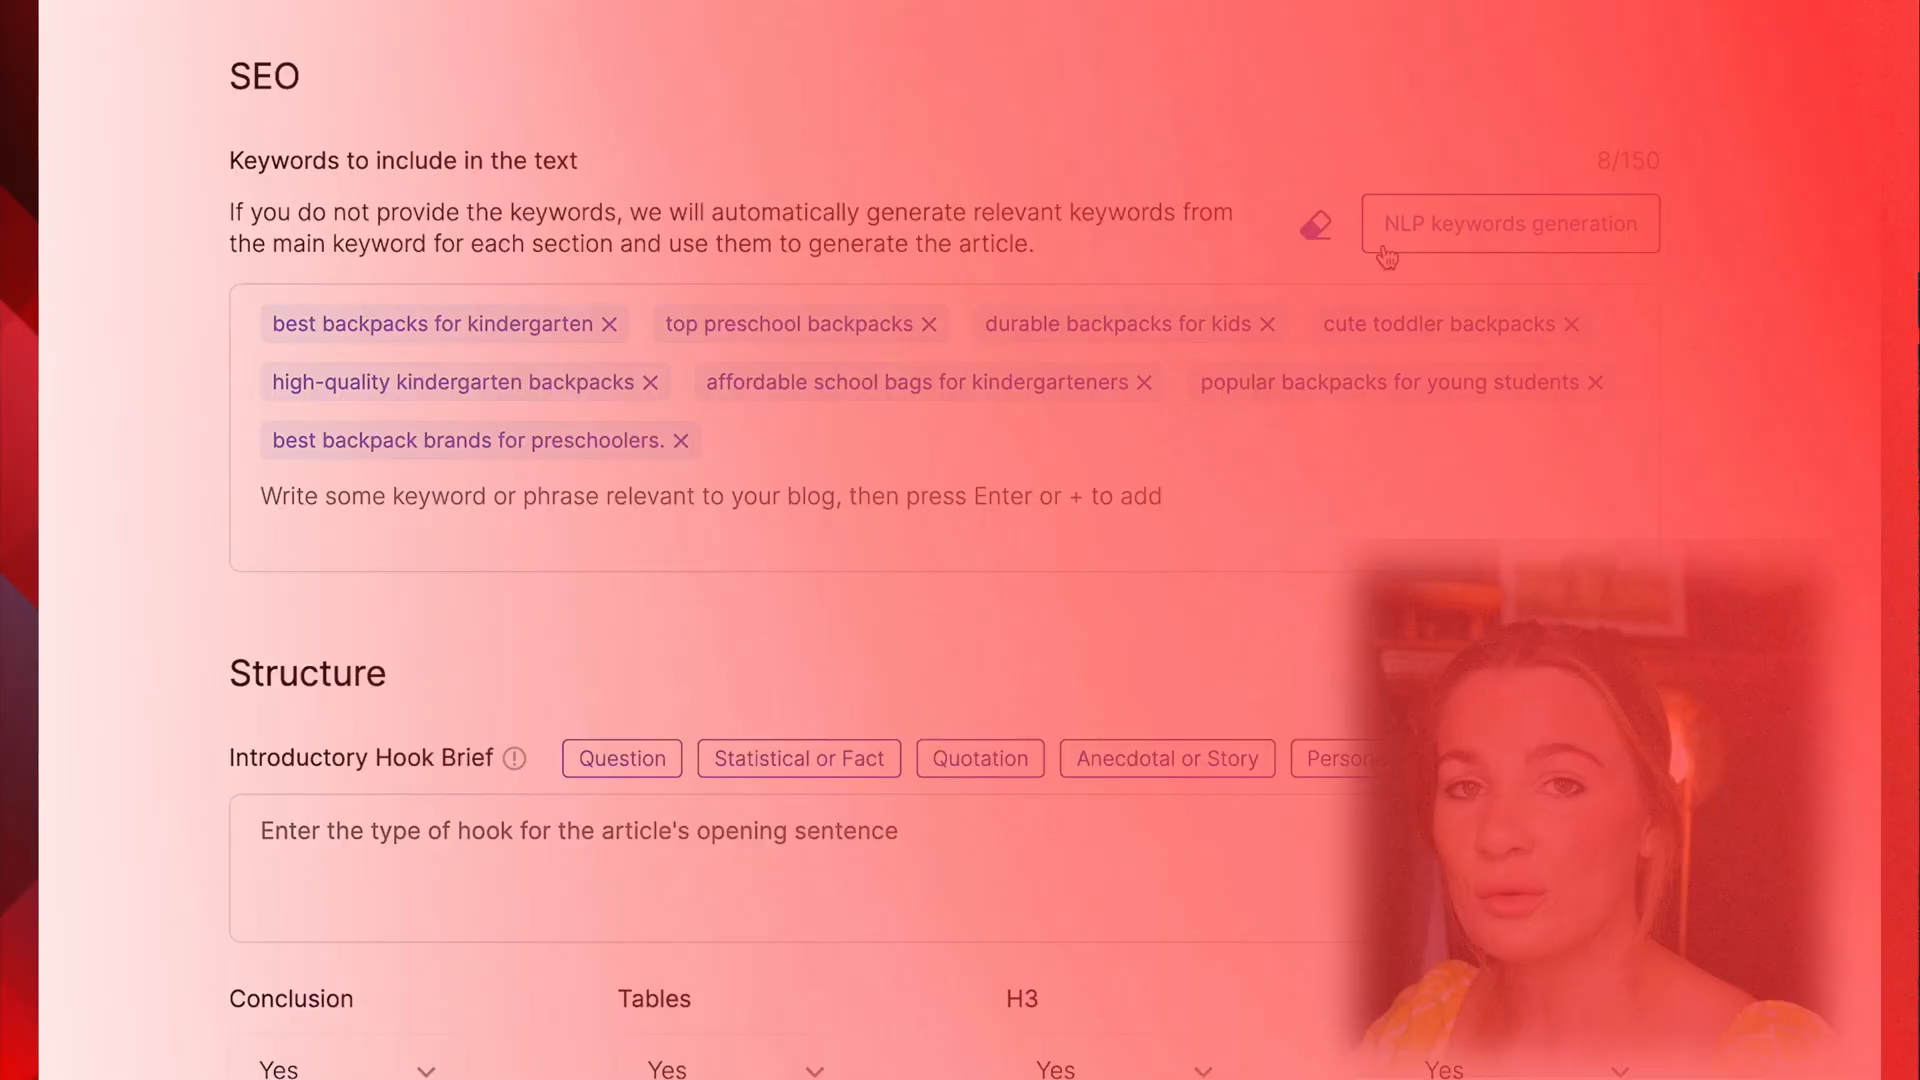 SEO
Keywords to include in the text
8/150
If you do not provide the keywords, we will automatically generate relevant keywords from
the main keyword for each section and use them to generate the article.
NLP keywords generation
best backpacks for kindergarten
top preschool backpacks
durable backpacks for kids
cute toddler backpacks
high-quality kindergarten backpacks
affordable school bags for kindergarteners
popular backpacks for young students
best backpack brands for preschoolers.
Write some keyword or phrase relevant to your blog, then press Enter or + to add
Structure
Introductory Hook Brief
Question
Statistical or Fact
Quotation
Anecdotal or Story
Enter the type of hook for the article's opening sentence
Conclusion
Tables
H3
Yes
Yes
Yes
Yes